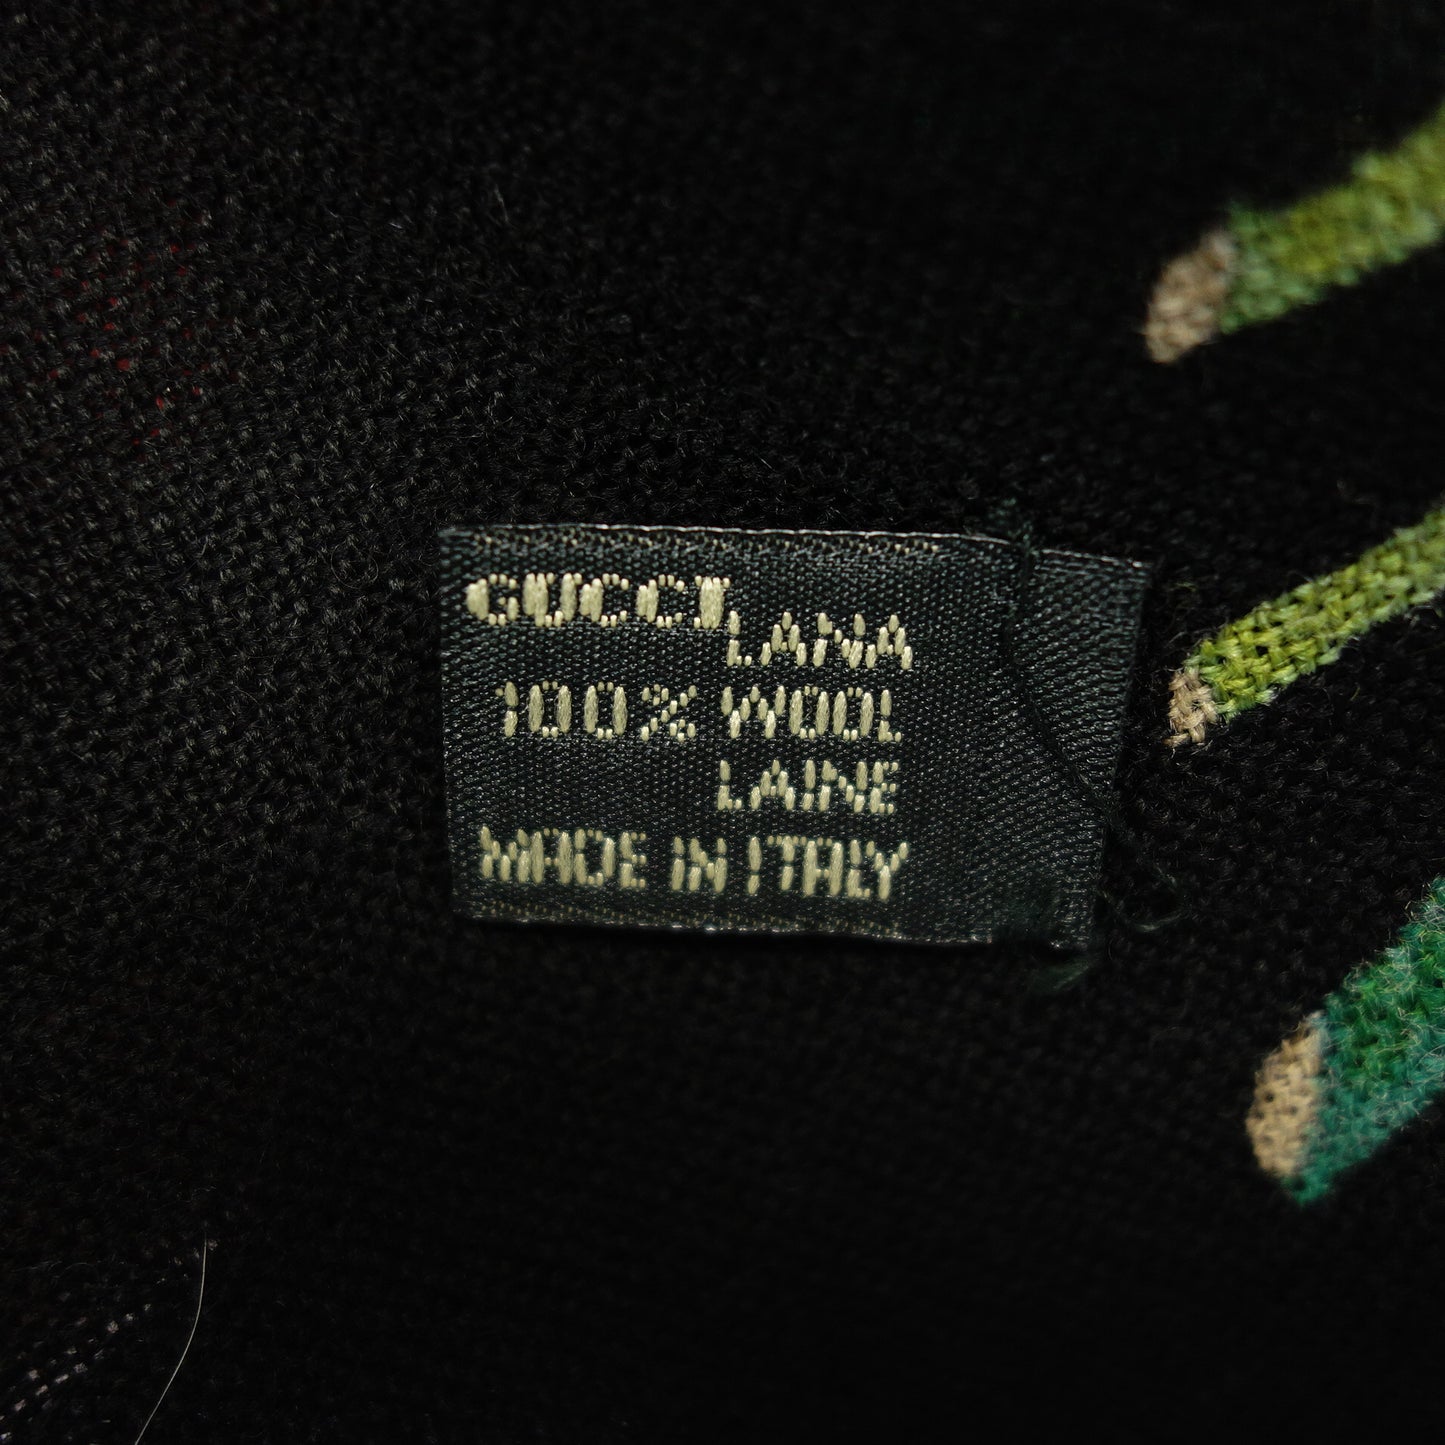 GUCCI
LANA
100% WOOL
LAINE
MADE IN ITALY